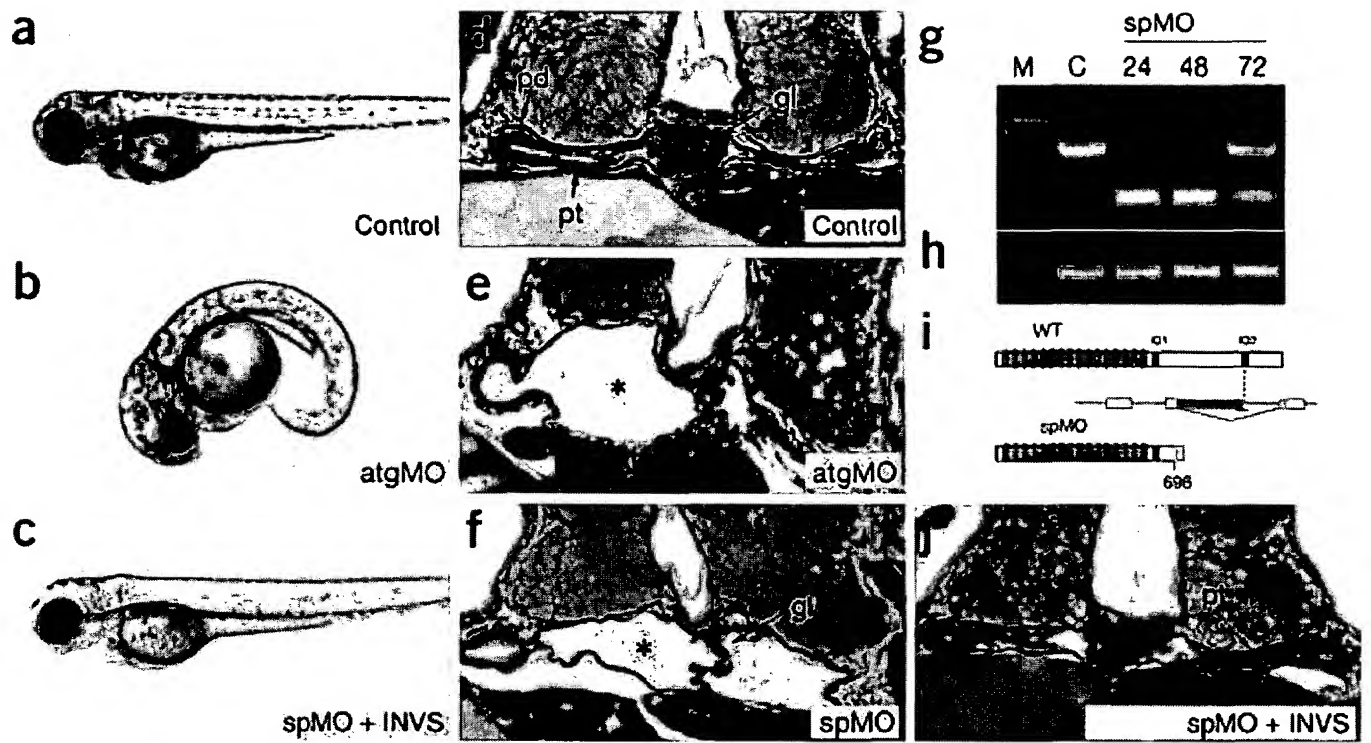 a
Control
d
pd
gl
pt
Control
g
spMO
M C 24 48 72
h
b
atgMO
e
*
atgMO
i
WT
spMO
696
c
spMO + INVS
f
gl
*
spMO
j
pt
spMO + INVS